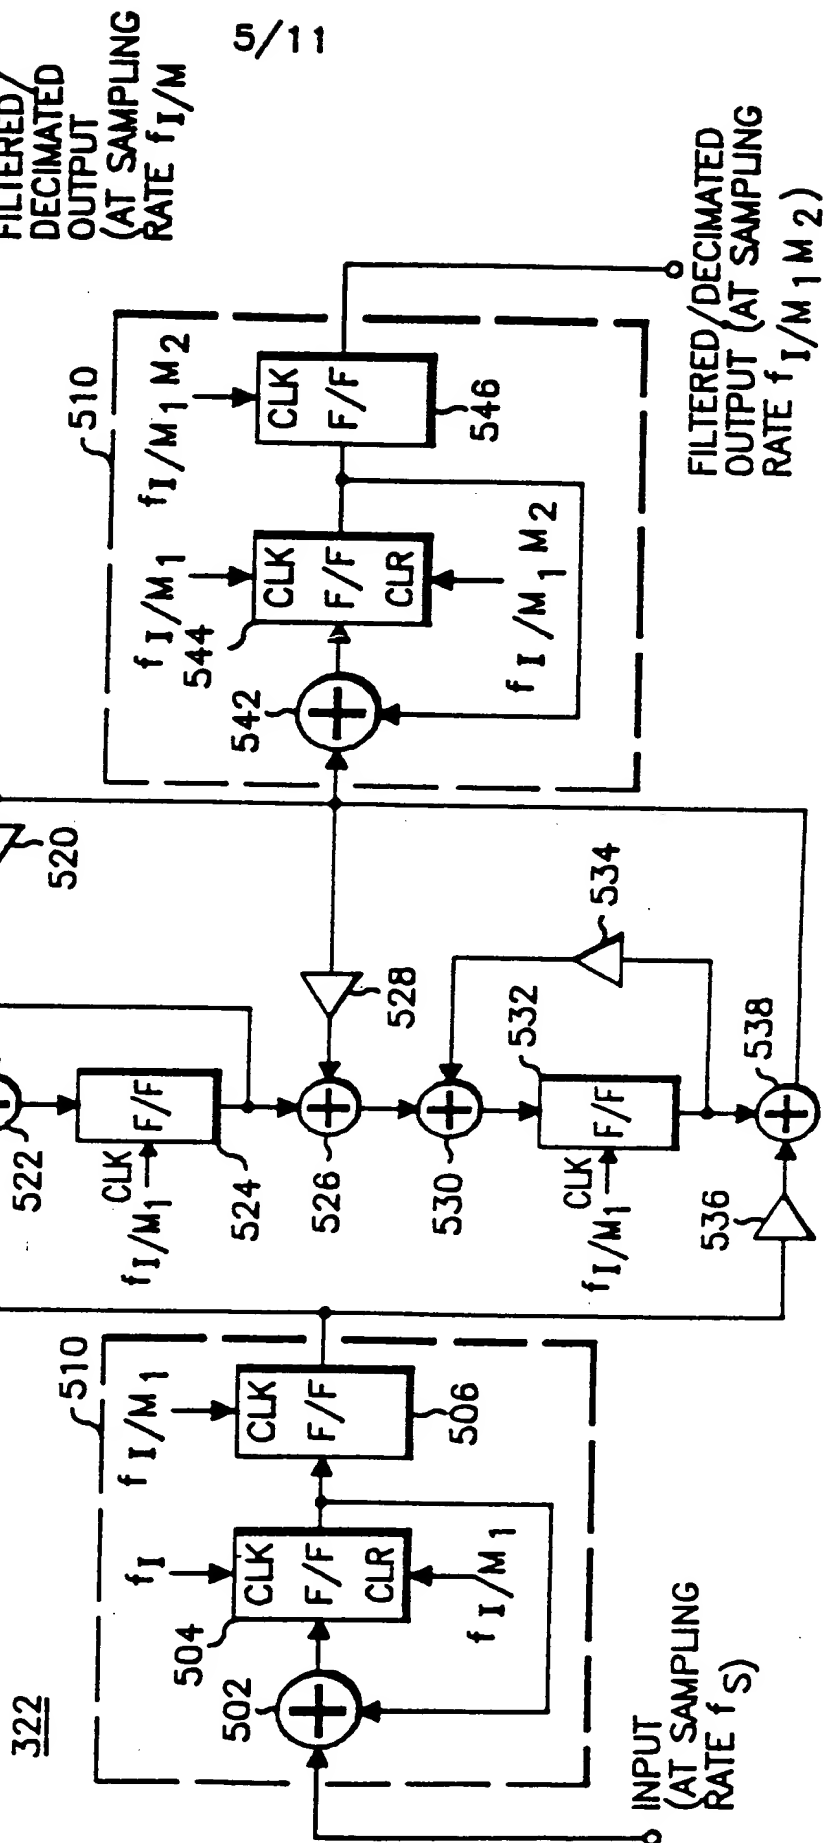 5/11
FILTERED/
DECIMATED
OUTPUT
(AT SAMPLING
RATE fI/M
322
INPUT
(AT SAMPLING
RATE fS)
502
504
fI
CLK
F/F
CLR
fI/M1
510
fI/M1
CLK
F/F
506
522
CLK
fI/M1
F/F
524
526
528
530
532
CLK
fI/M1
F/F
534
536
538
520
510
542
544
fI/M1
CLK
F/F
CLR
fI/M1M2
fI/M1M2
CLK
F/F
546
FILTERED/DECIMATED
OUTPUT (AT SAMPLING
RATE fI/M1M2)